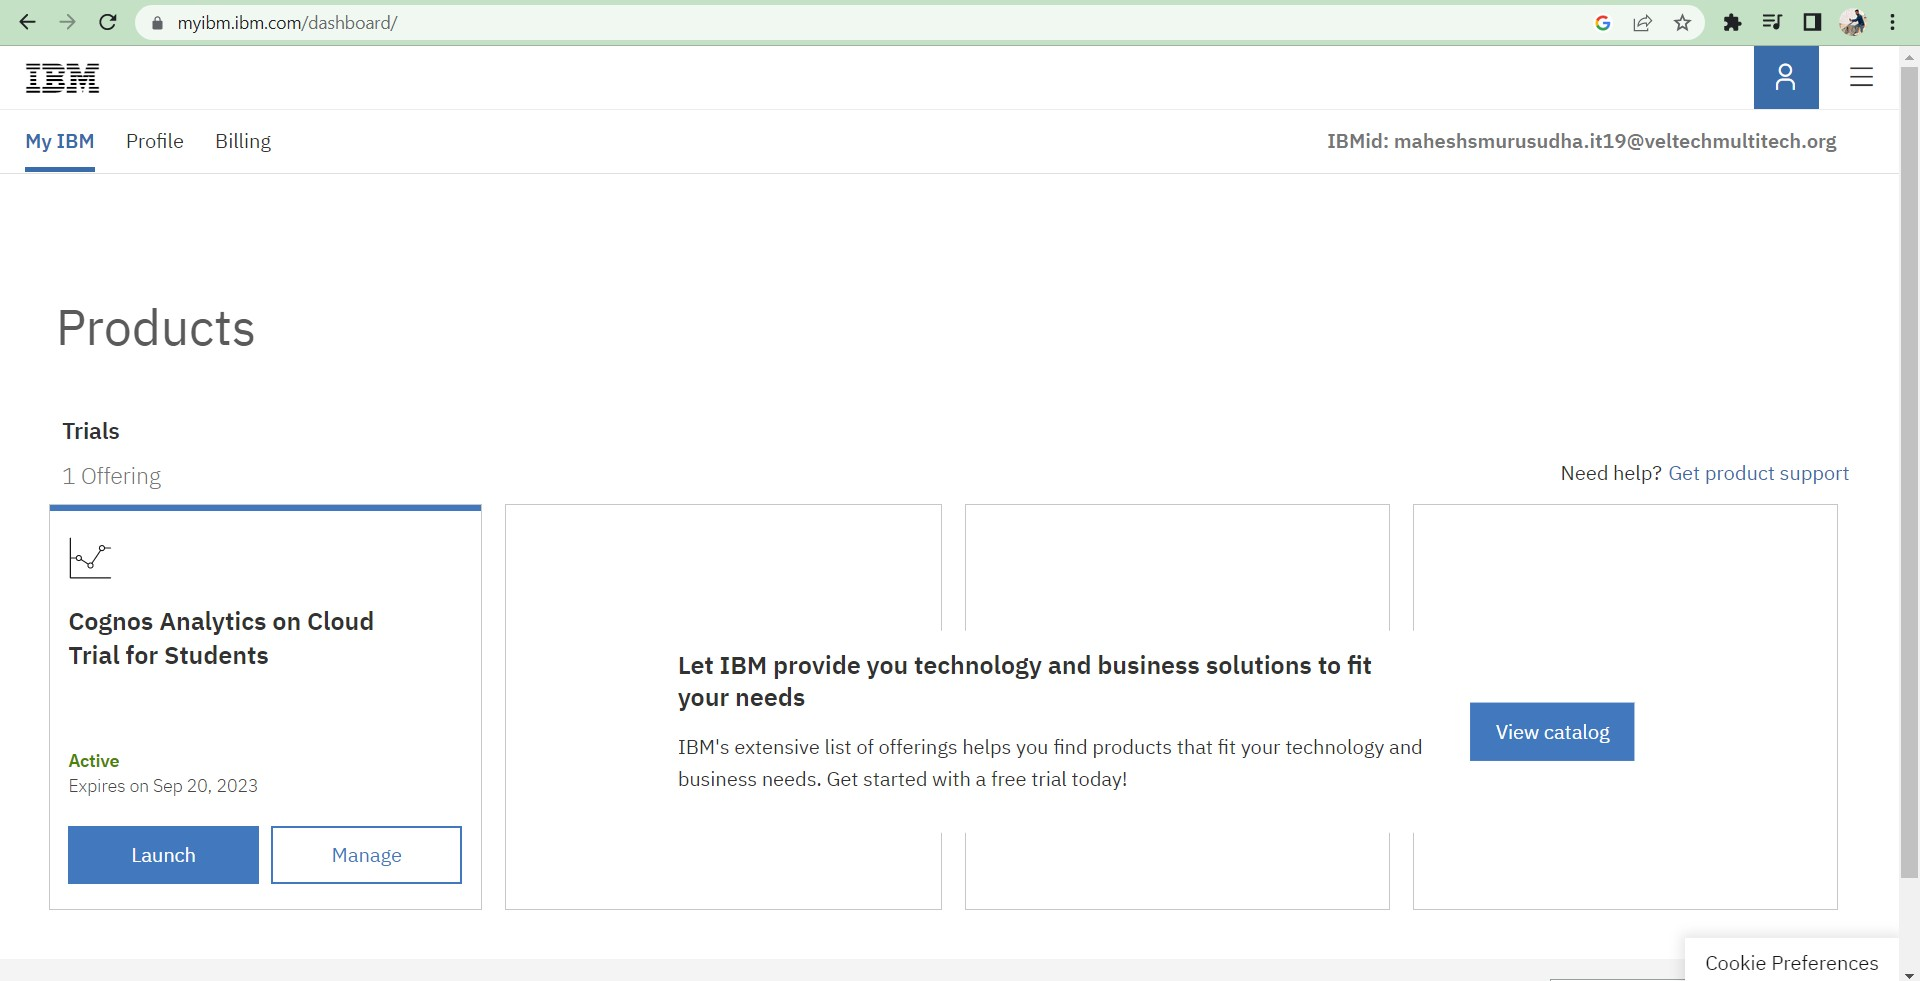 myibm.ibm.com/dashboard/
IBM
My IBM Profile Billing
IBMid: maheshsmurusudha.it19@veltechmultitech.org
Products
Trials
1 Offering
Need help? Get product support
Cognos Analytics on Cloud
Trial for Students
Active
Expires on Sep 20, 2023
Launch
Manage
Let IBM provide you technology and business solutions to fit
your needs
IBM's extensive list of offerings helps you find products that fit your technology and
business needs. Get started with a free trial today!
View catalog
Cookie Preferences